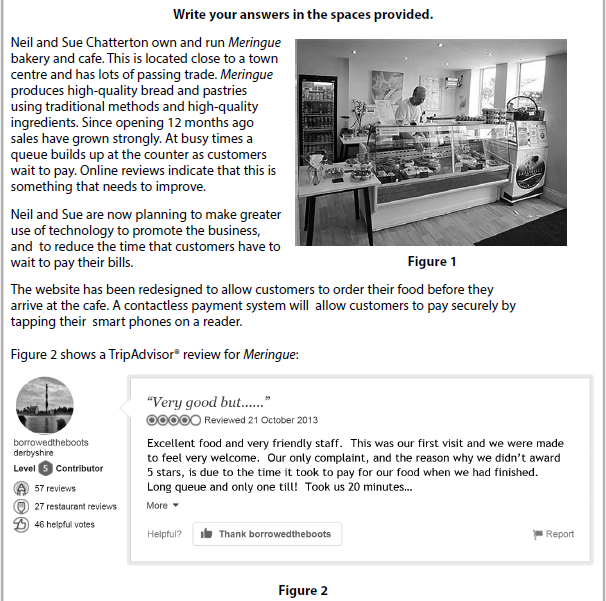 Write your answers in the spaces provided.
Neil and Sue Chatterton own and run Meringue
bakery and cafe. This is located close to a town
centre and has lots of passing trade. Meringue
produces high-quality bread and pastries
using traditional methods and high-quality
ingredients. Since opening 12 months ago
sales have grown strongly. At busy times a
queue builds up at the counter as customers
wait to pay. Online reviews indicate that this is
something that needs to improve.
Neil and Sue are now planning to make greater
use of technology to promote the business,
and to reduce the time that customers have to
wait to pay their bills.
Figure 1
The website has been redesigned to allow customers to order their food before they
arrive at the cafe. A contactless payment system will allow customers to pay securely by
tapping their smart phones on a reader.
Figure 2 shows a TripAdvisor® review for Meringue:
borrowedtheboots
derbyshire
Level 5 Contributor
57 reviews
27 restaurant reviews
46 helpful votes
“Very good but......”
Reviewed 21 October 2013
Excellent food and very friendly staff. This was our first visit and we were made
to feel very welcome. Our only complaint, and the reason why we didn’t award
5 stars, is due to the time it took to pay for our food when we had finished.
Long queue and only one till! Took us 20 minutes...
More
Helpful? Thank borrowedtheboots Report
Figure 2